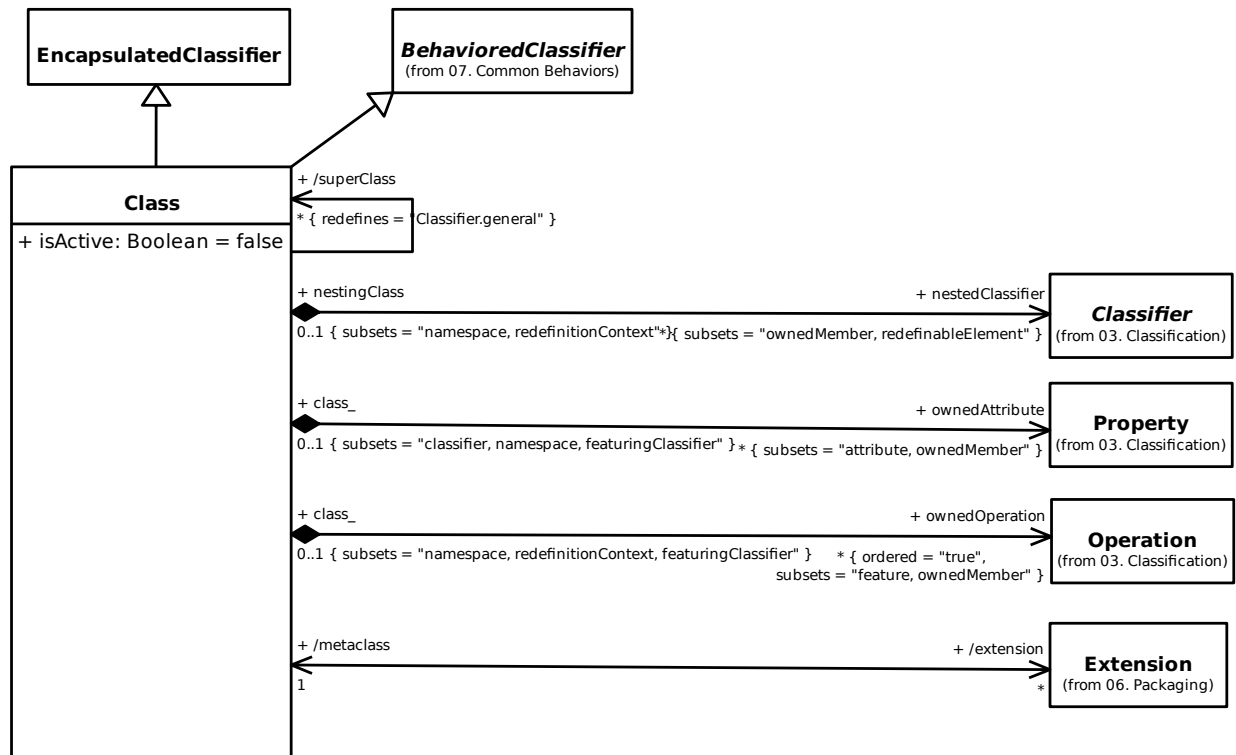 EncapsulatedClassifier
BehavioredClassifier
(from 07. Common Behaviors)
Class
+ isActive: Boolean = false
+ /superClass
* { redefines = "Classifier.general" }
+ nestingClass
0..1 { subsets = "namespace, redefinitionContext" }
+ nestedClassifier
* { subsets = "ownedMember, redefinableElement" }
Classifier
(from 03. Classification)
+ class_
0..1 { subsets = "classifier, namespace, featuringClassifier" }
+ ownedAttribute
* { subsets = "attribute, ownedMember" }
Property
(from 03. Classification)
+ class_
0..1 { subsets = "namespace, redefinitionContext, featuringClassifier" }
+ ownedOperation
* { ordered = "true",
subsets = "feature, ownedMember" }
Operation
(from 03. Classification)
+ /metaclass
1
+ /extension
*
Extension
(from 06. Packaging)